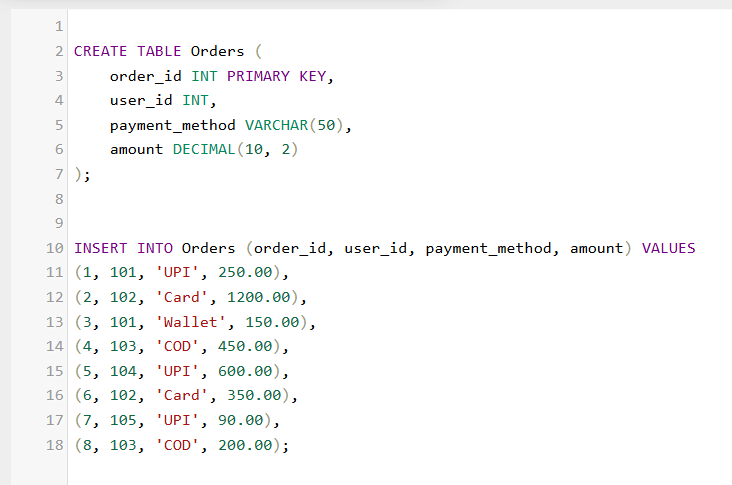 1
2 CREATE TABLE Orders (
3     order_id INT PRIMARY KEY,
4     user_id INT,
5     payment_method VARCHAR(50),
6     amount DECIMAL(10, 2)
7 );
8
9
10 INSERT INTO Orders (order_id, user_id, payment_method, amount) VALUES
11 (1, 101, 'UPI', 250.00),
12 (2, 102, 'Card', 1200.00),
13 (3, 101, 'Wallet', 150.00),
14 (4, 103, 'COD', 450.00),
15 (5, 104, 'UPI', 600.00),
16 (6, 102, 'Card', 350.00),
17 (7, 105, 'UPI', 90.00),
18 (8, 103, 'COD', 200.00);